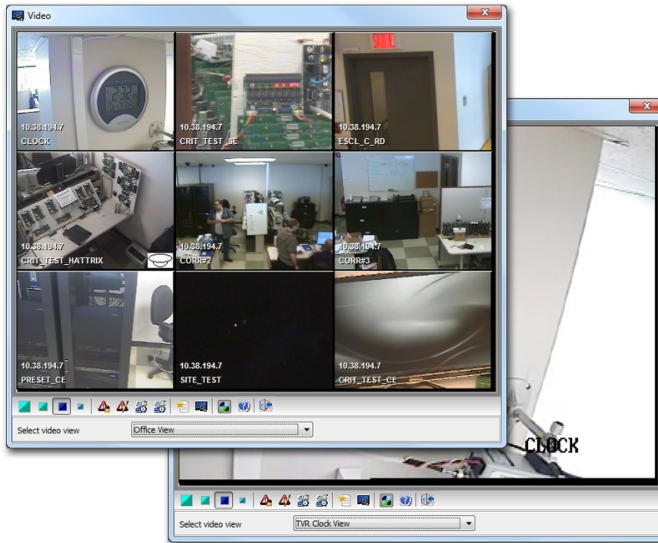 Video
10.38.194.7
CLOCK
10.38.194.7
CRIT_TEST_SE
10.38.194.7
ESCL_C_RD
10.38.194.7
CRIT_TEST_HATTRIX
10.38.194.7
CORR#2
10.38.194.7
CORR#3
10.38.194.7
PRESET_CE
10.38.194.7
SITE_TEST
10.38.194.7
CRIT_TEST_CE
Select video view
Office View
CLOCK
Select video view
TVR Clock View